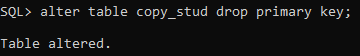 SQL> alter table copy_stud drop primary key;
Table altered.